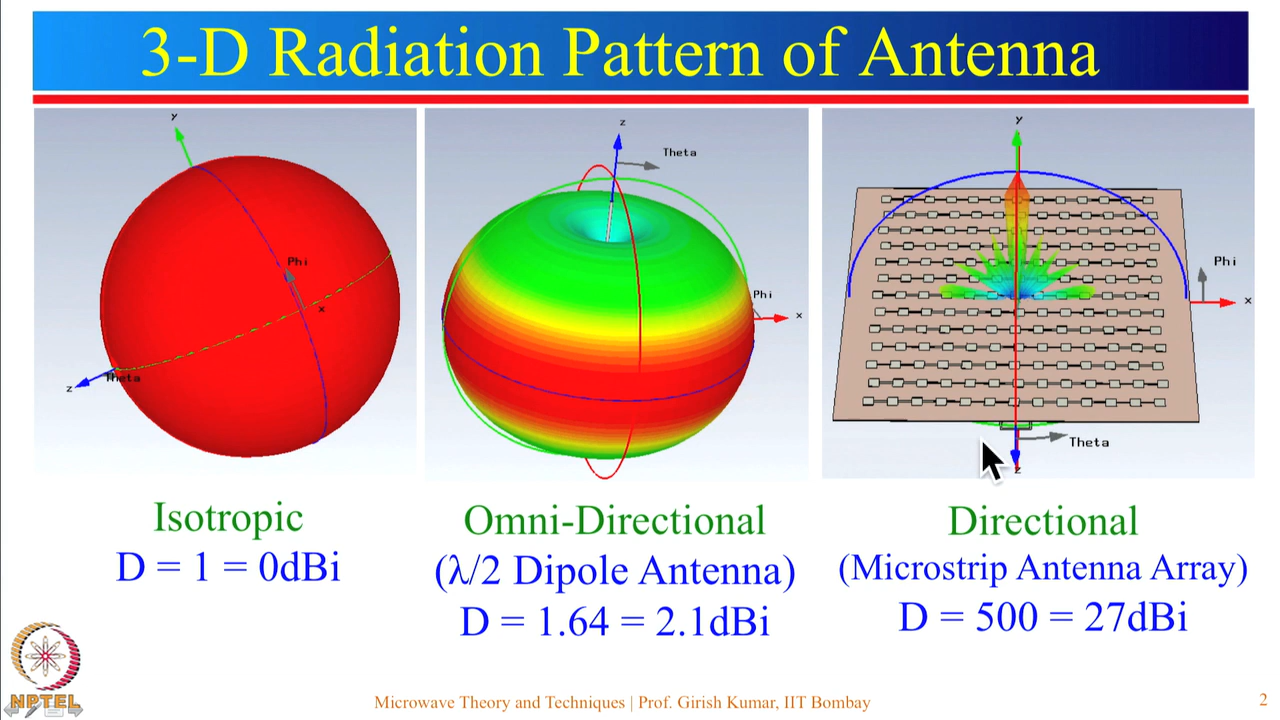 3-D Radiation Pattern of Antenna
y
Phi
x
z
Theta
z
Theta
Phi
x
y
Phi
x
Theta
z
Isotropic
D = 1 = 0dBi
Omni-Directional
(λ/2 Dipole Antenna)
D = 1.64 = 2.1dBi
Directional
(Microstrip Antenna Array)
D = 500 = 27dBi
NPTEL
Microwave Theory and Techniques | Prof. Girish Kumar, IIT Bombay
2